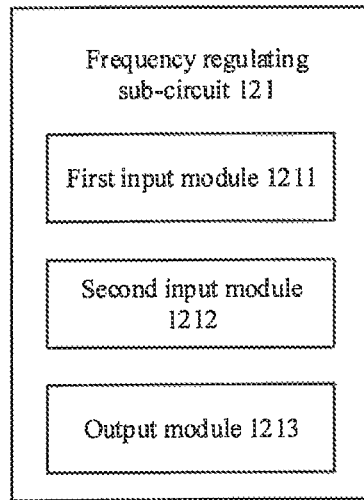 Frequency regulating
sub-circuit 121
First input module 1211
Second input module
1212
Output module 1213